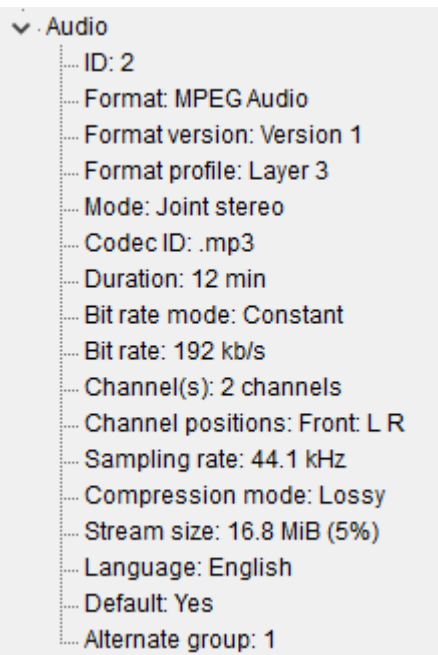 Audio
ID: 2
Format: MPEG Audio
Format version: Version 1
Format profile: Layer 3
Mode: Joint stereo
Codec ID: .mp3
Duration: 12 min
Bit rate mode: Constant
Bit rate: 192 kb/s
Channel(s): 2 channels
Channel positions: Front: L R
Sampling rate: 44.1 kHz
Compression mode: Lossy
Stream size: 16.8 MiB (5%)
Language: English
Default: Yes
Alternate group: 1